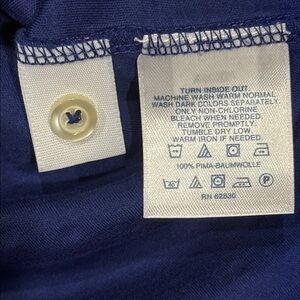 TURN INSIDE OUT.
MACHINE WASH WARM NORMAL.
WASH DARK COLORS SEPARATELY.
ONLY NON-CHLORINE
BLEACH WHEN NEEDED.
REMOVE PROMPTLY.
TUMBLE DRY LOW.
WARM IRON IF NEEDED.
100% PIMA-BAUMWOLLE
RN 62830